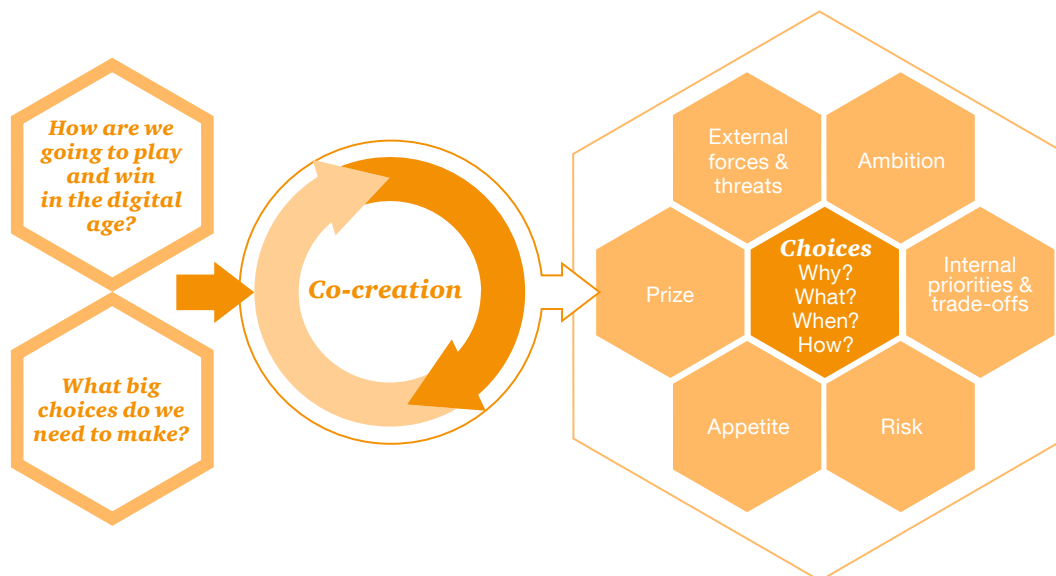 How are we
going to play
and win
in the digital
age?
What big
choices do we
need to make?
Co-creation
External
forces &
threats
Ambition
Prize
Choices
Why?
What?
When?
How?
Internal
priorities &
trade-offs
Appetite
Risk